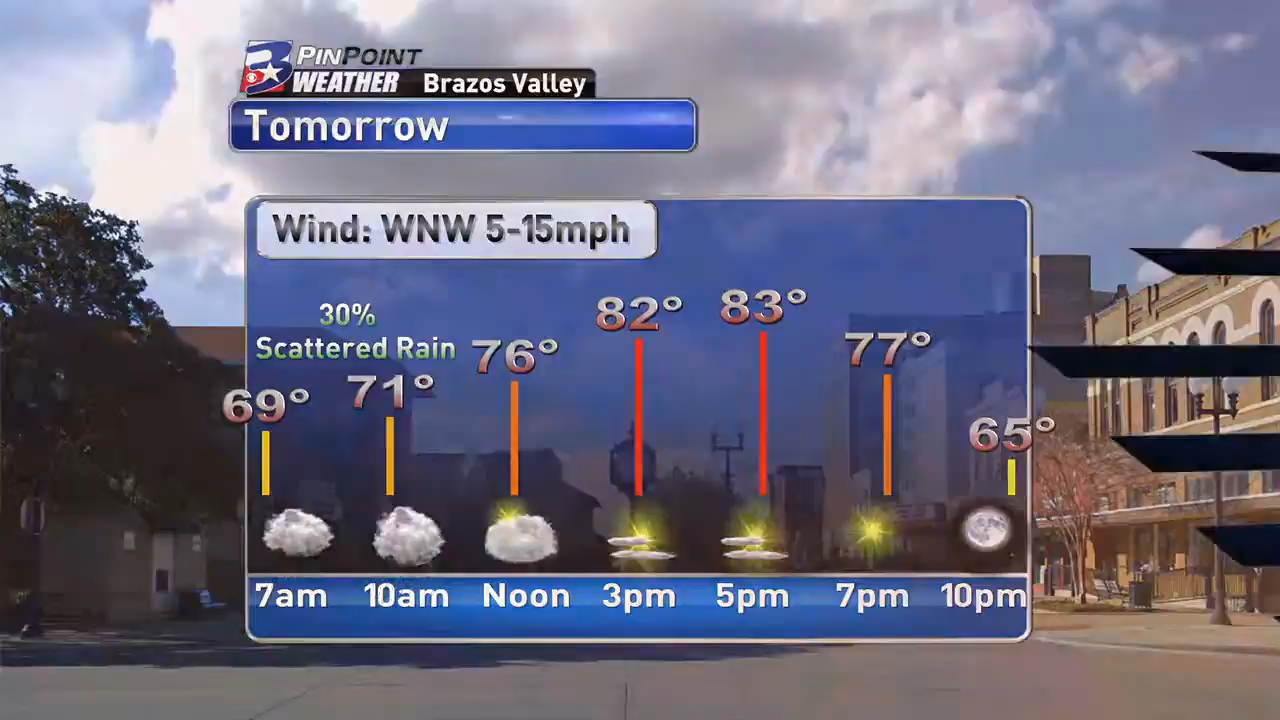 PINPOINT
WEATHER Brazos Valley
Tomorrow
Wind: WNW 5-15mph
30%
Scattered Rain
69° 71° 76° 82° 83° 77° 65°
7am 10am Noon 3pm 5pm 7pm 10pm